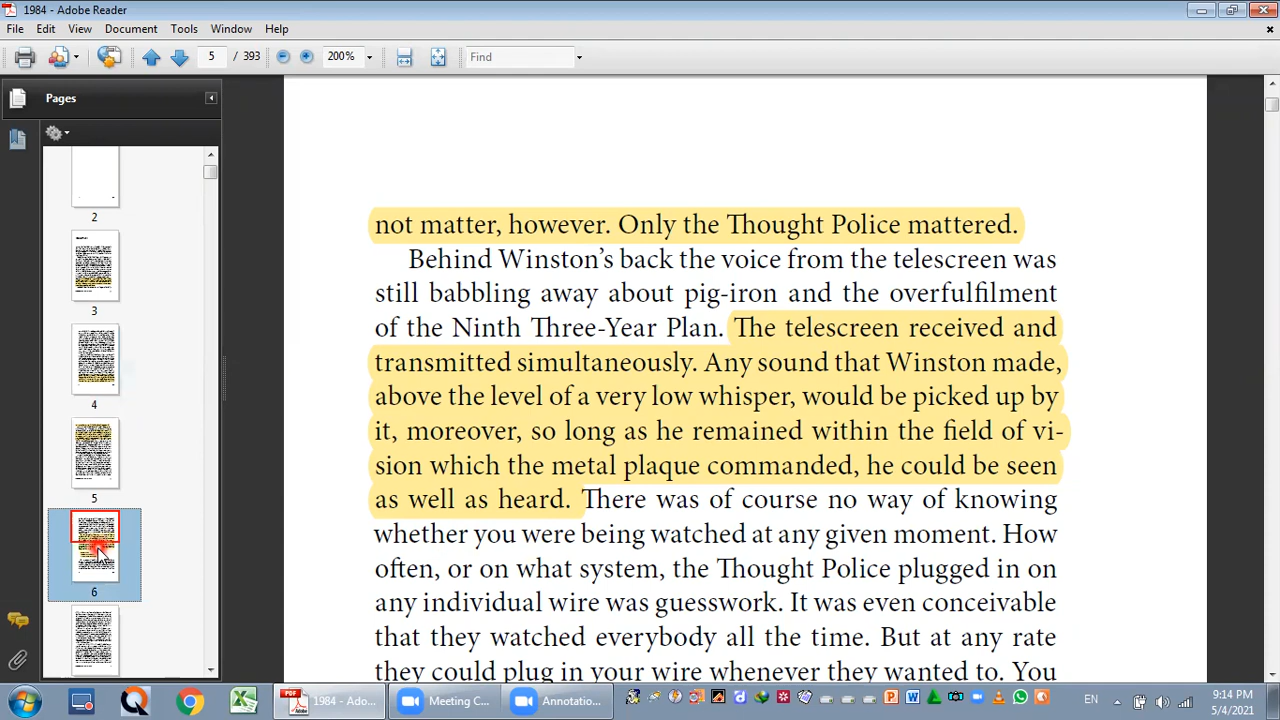 1984 - Adobe Reader
File Edit View Document Tools Window Help
5 / 393 200% Find
Pages
2
3
4
5
6
not matter, however. Only the Thought Police mattered.
Behind Winston's back the voice from the telescreen was
still babbling away about pig-iron and the overfulfilment
of the Ninth Three-Year Plan. The telescreen received and
transmitted simultaneously. Any sound that Winston made,
above the level of a very low whisper, would be picked up by
it, moreover, so long as he remained within the field of vi-
sion which the metal plaque commanded, he could be seen
as well as heard. There was of course no way of knowing
whether you were being watched at any given moment. How
often, or on what system, the Thought Police plugged in on
any individual wire was guesswork. It was even conceivable
that they watched everybody all the time. But at any rate
they could plug in your wire whenever they wanted to. You
1984 - Ado... Meeting C... Annotatio... EN 9:14 PM
5/4/2021